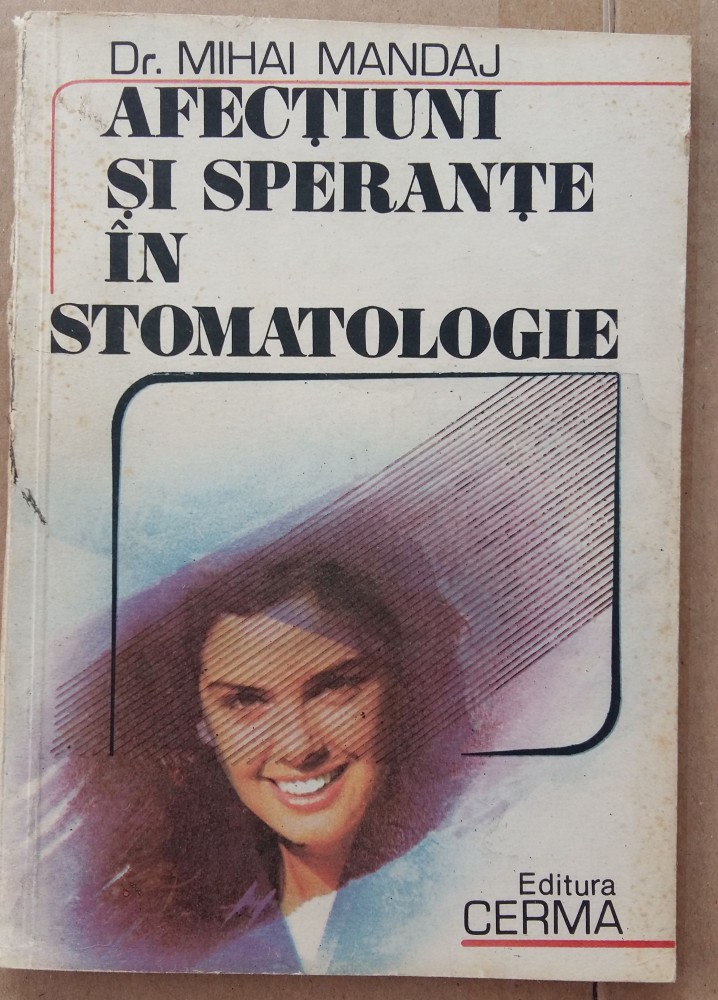 Dr. MIHAI MANDAJ
AFECȚIUNI
ȘI SPERANȚE
ÎN
STOMATOLOGIE
Editura
CERMA